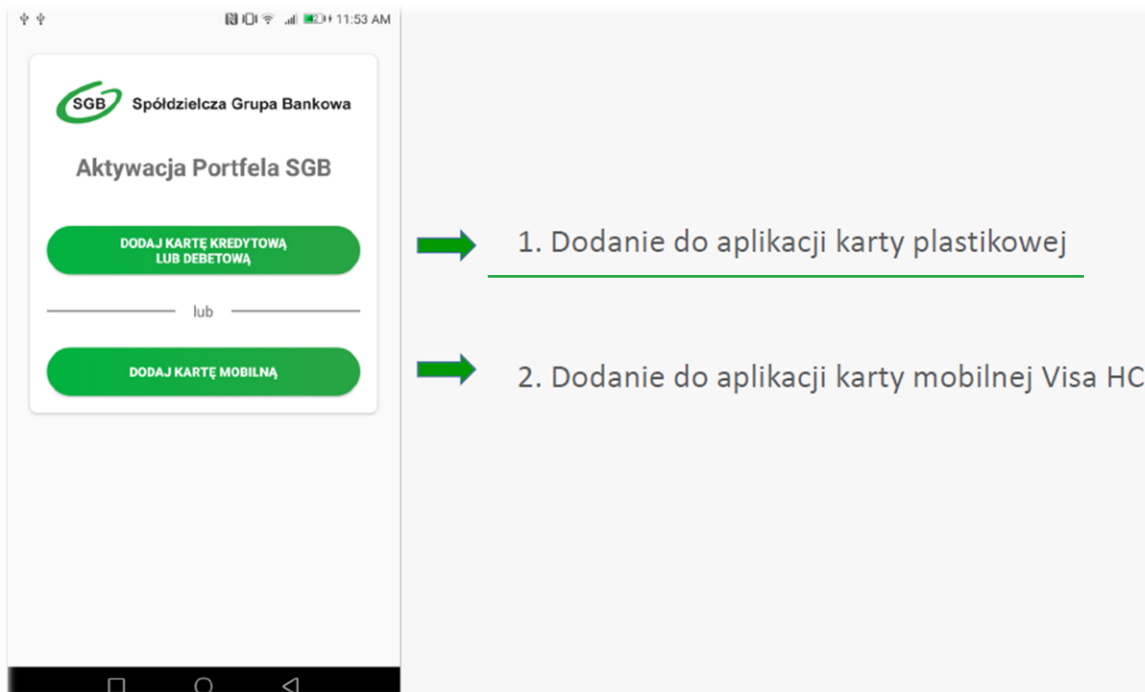 11:53 AM
SGB Spółdzielcza Grupa Bankowa
Aktywacja Portfela SGB
DODAJ KARTĘ KREDYTOWĄ
LUB DEBETOWĄ
1. Dodanie do aplikacji karty plastikowej
lub
DODAJ KARTĘ MOBILNĄ
2. Dodanie do aplikacji karty mobilnej Visa HC